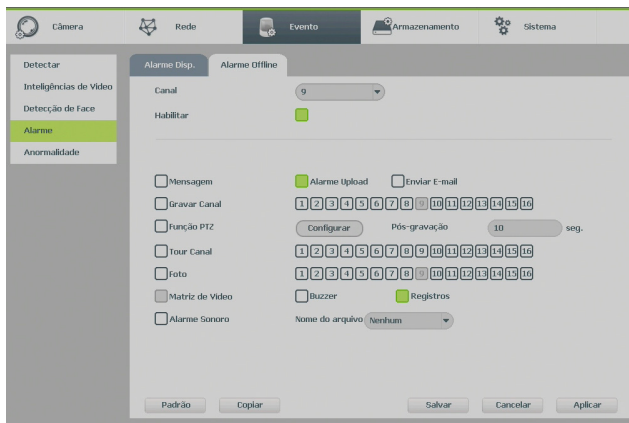 Câmera Rede Evento Armazenamento Sistema
Detectar
Inteligências de Vídeo
Detecção de Face
Alarme
Anormalidade
Alarme Disp. Alarme Offline
Canal 9
Habilitar
Mensagem Alarme Upload Enviar E-mail
Gravar Canal 1 2 3 4 5 6 7 8 9 10 11 12 13 14 15 16
Função PTZ Configurar Pós-gravação 10 seg.
Tour Canal 1 2 3 4 5 6 7 8 9 10 11 12 13 14 15 16
Foto 1 2 3 4 5 6 7 8 9 10 11 12 13 14 15 16
Matriz de Vídeo Buzzer Registros
Alarme Sonoro Nome do arquivo Nenhum
Padrão Copiar Salvar Cancelar Aplicar